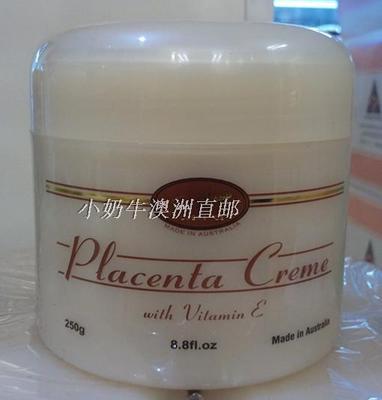 小奶牛澳洲直邮
MADE IN AUSTRALIA
Placenta Creme
with Vitamin E
250g
8.8fl.oz
Made in Australia